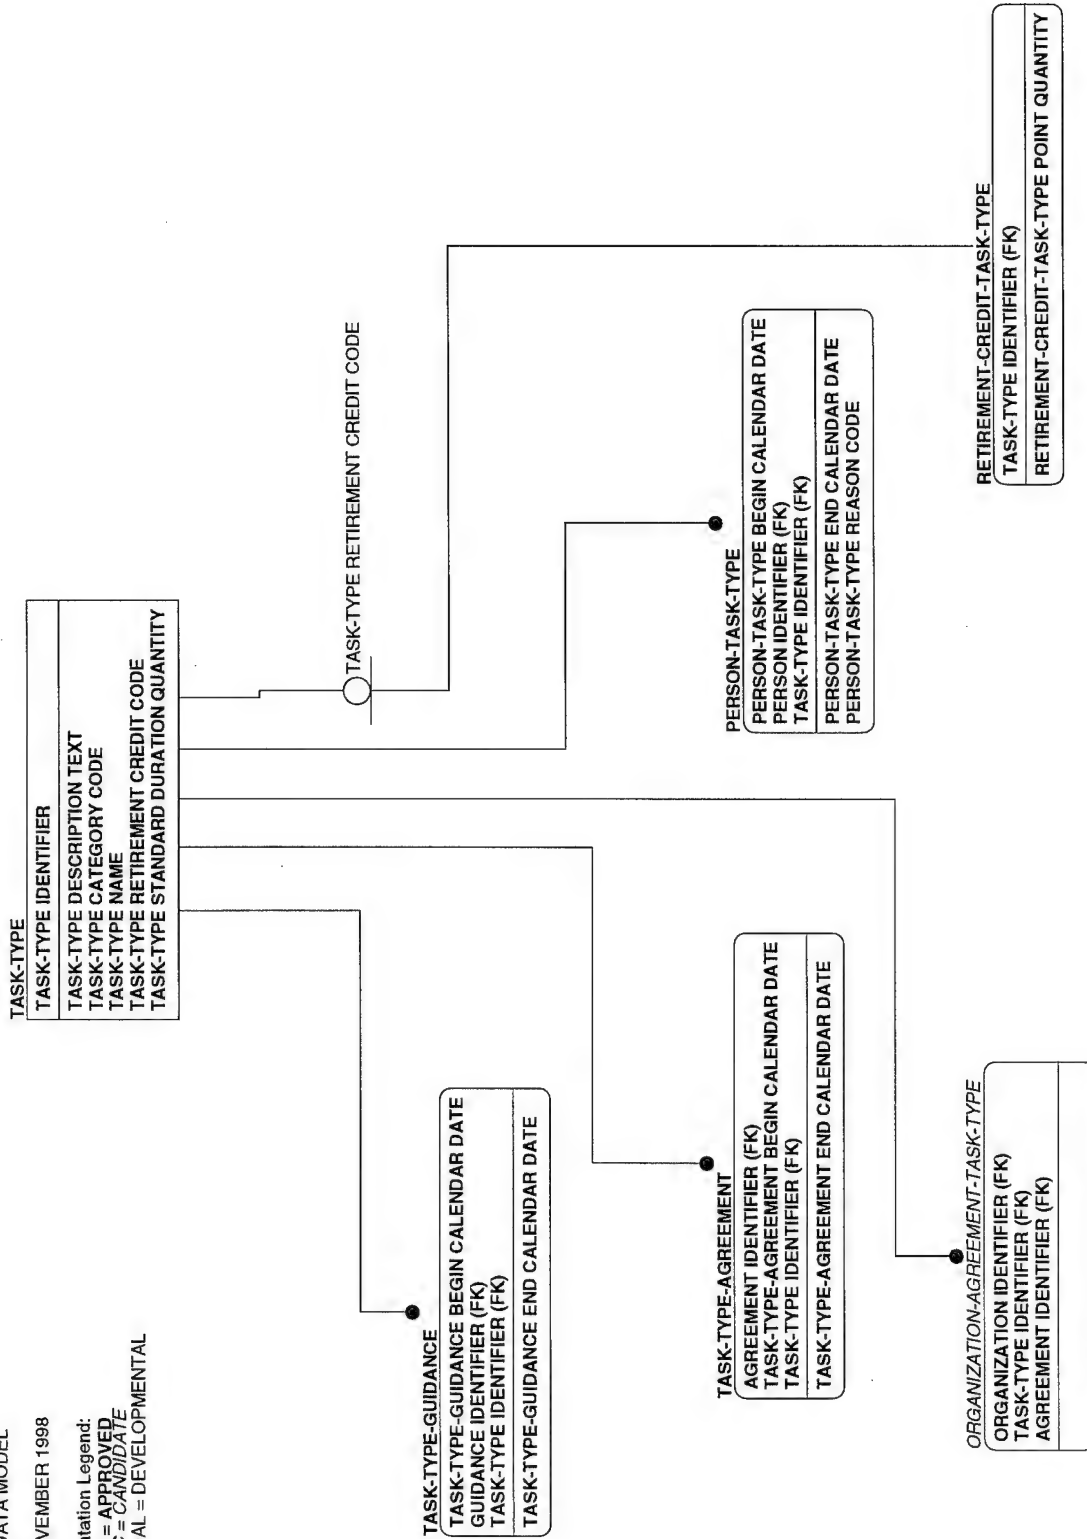 DATA MODEL
VEMBER 1998
tation Legend:
= APPROVED
= CANDIDATE
AL = DEVELOPMENTAL
TASK-TYPE
TASK-TYPE IDENTIFIER
TASK-TYPE DESCRIPTION TEXT
TASK-TYPE CATEGORY CODE
TASK-TYPE NAME
TASK-TYPE RETIREMENT CREDIT CODE
TASK-TYPE STANDARD DURATION QUANTITY
TASK-TYPE RETIREMENT CREDIT CODE
TASK-TYPE-GUIDANCE
TASK-TYPE-GUIDANCE BEGIN CALENDAR DATE
GUIDANCE IDENTIFIER (FK)
TASK-TYPE IDENTIFIER (FK)
TASK-TYPE-GUIDANCE END CALENDAR DATE
TASK-TYPE-AGREEMENT
AGREEMENT IDENTIFIER (FK)
TASK-TYPE-AGREEMENT BEGIN CALENDAR DATE
TASK-TYPE IDENTIFIER (FK)
TASK-TYPE-AGREEMENT END CALENDAR DATE
PERSON-TASK-TYPE
PERSON-TASK-TYPE BEGIN CALENDAR DATE
PERSON IDENTIFIER (FK)
TASK-TYPE IDENTIFIER (FK)
PERSON-TASK-TYPE END CALENDAR DATE
PERSON-TASK-TYPE REASON CODE
ORGANIZATION-AGREEMENT-TASK-TYPE
ORGANIZATION IDENTIFIER (FK)
TASK-TYPE IDENTIFIER (FK)
AGREEMENT IDENTIFIER (FK)
RETIREMENT-CREDIT-TASK-TYPE
TASK-TYPE IDENTIFIER (FK)
RETIREMENT-CREDIT-TASK-TYPE POINT QUANTITY